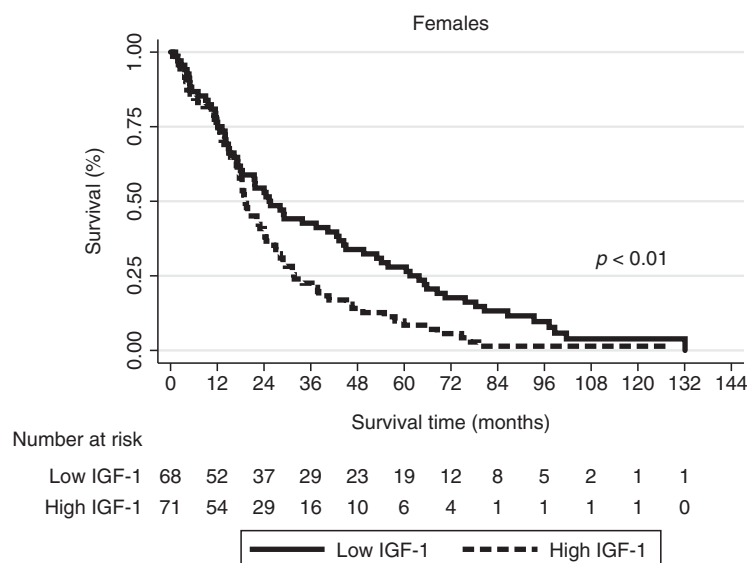 Females
1.00
0.75
0.50
0.25
0.00
Survival (%)
p < 0.01
0 12 24 36 48 60 72 84 96 108 120 132 144
Survival time (months)
Number at risk
Low IGF-1 68 52 37 29 23 19 12 8 5 2 1 1
High IGF-1 71 54 29 16 10 6 4 1 1 1 1 0
Low IGF-1 High IGF-1